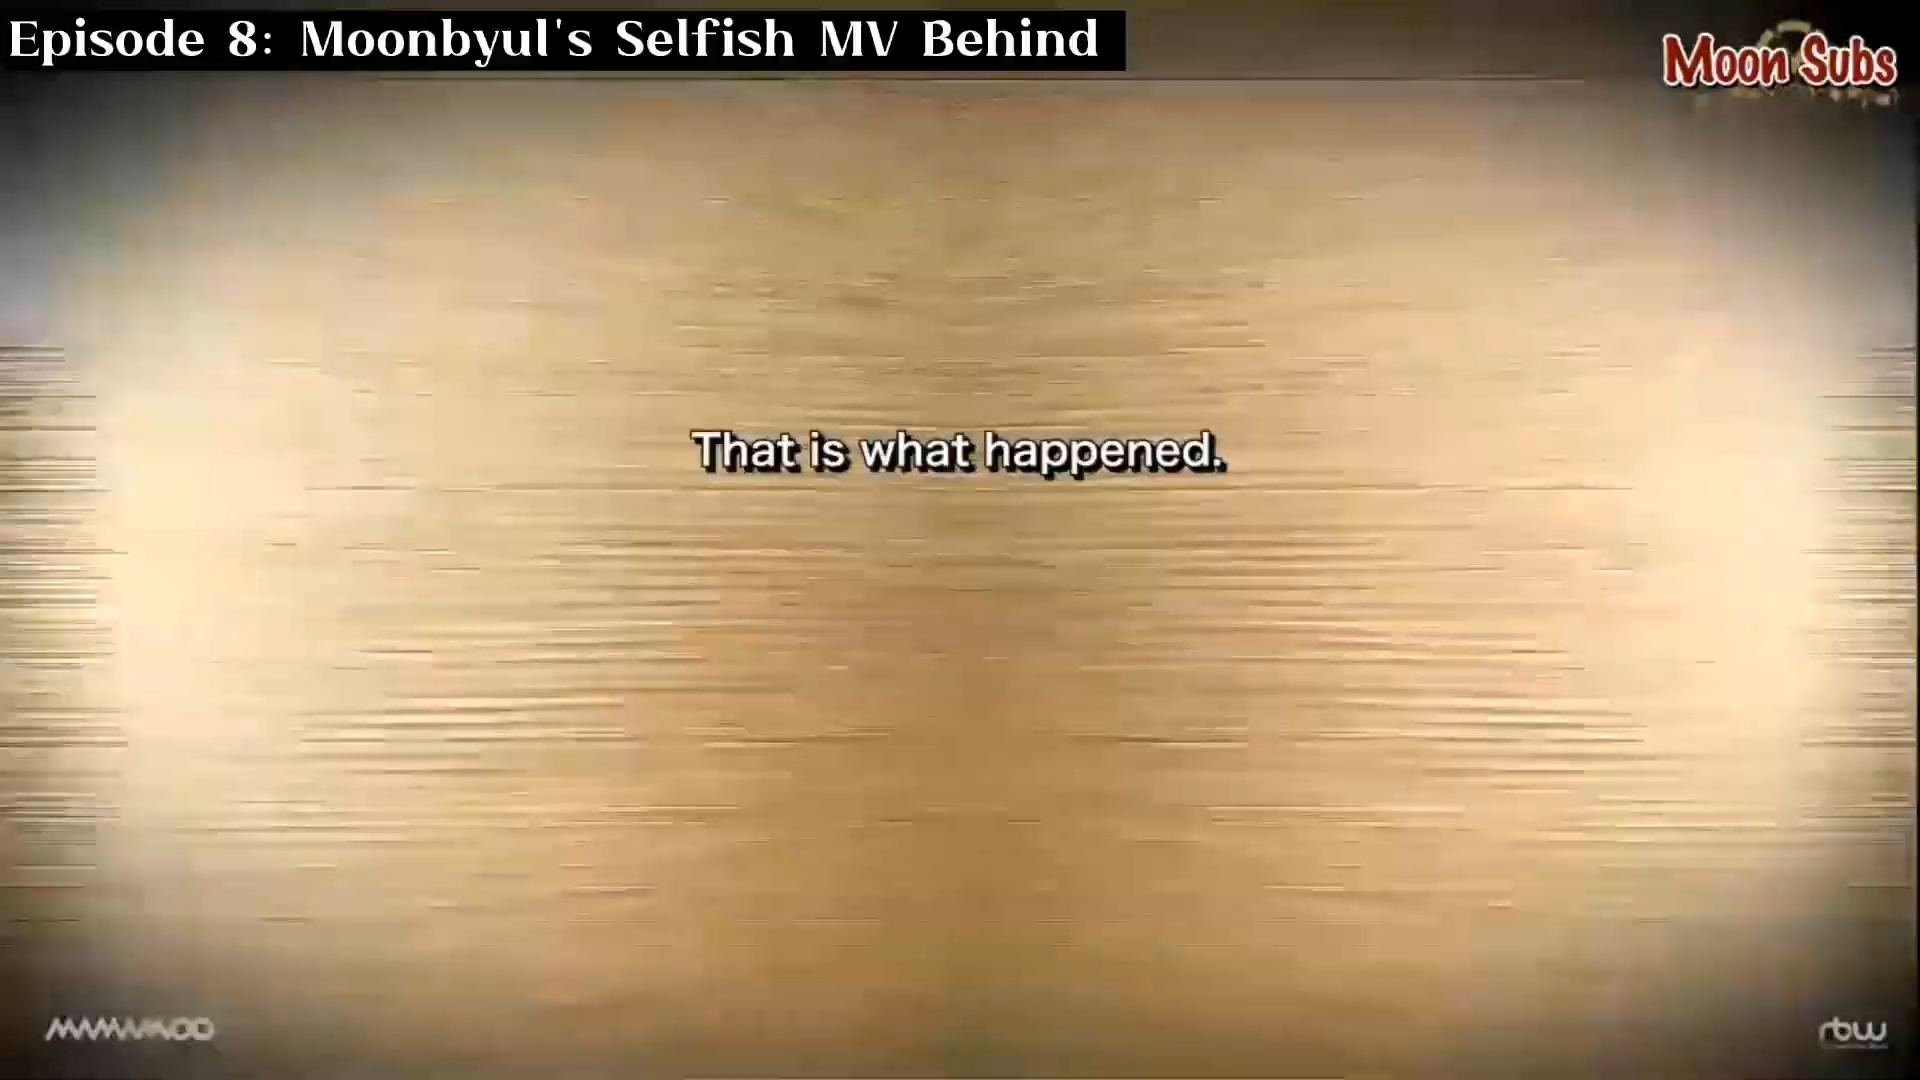 Episode 8: Moonbyul's Selfish MV Behind
Moon Subs
That is what happened.
MAMAMOO
rbw